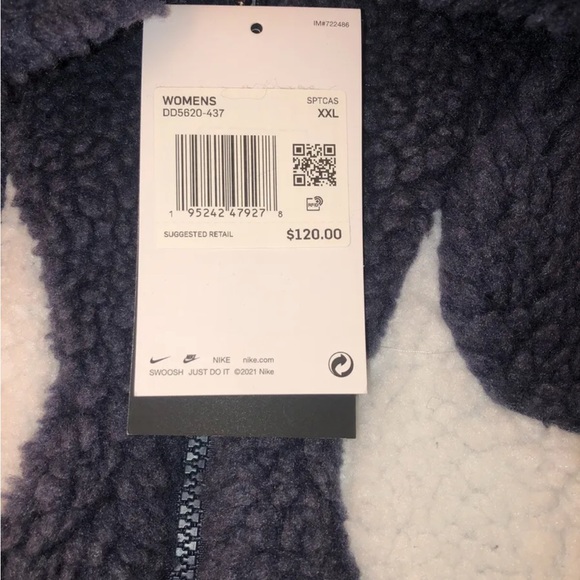 IM#722486
WOMENS SPTCAS
DD5620-437 XXL
1 95242 47927 8
RFID
SUGGESTED RETAIL $120.00
NIKE nike.com
SWOOSH JUST DO IT ©2021 Nike